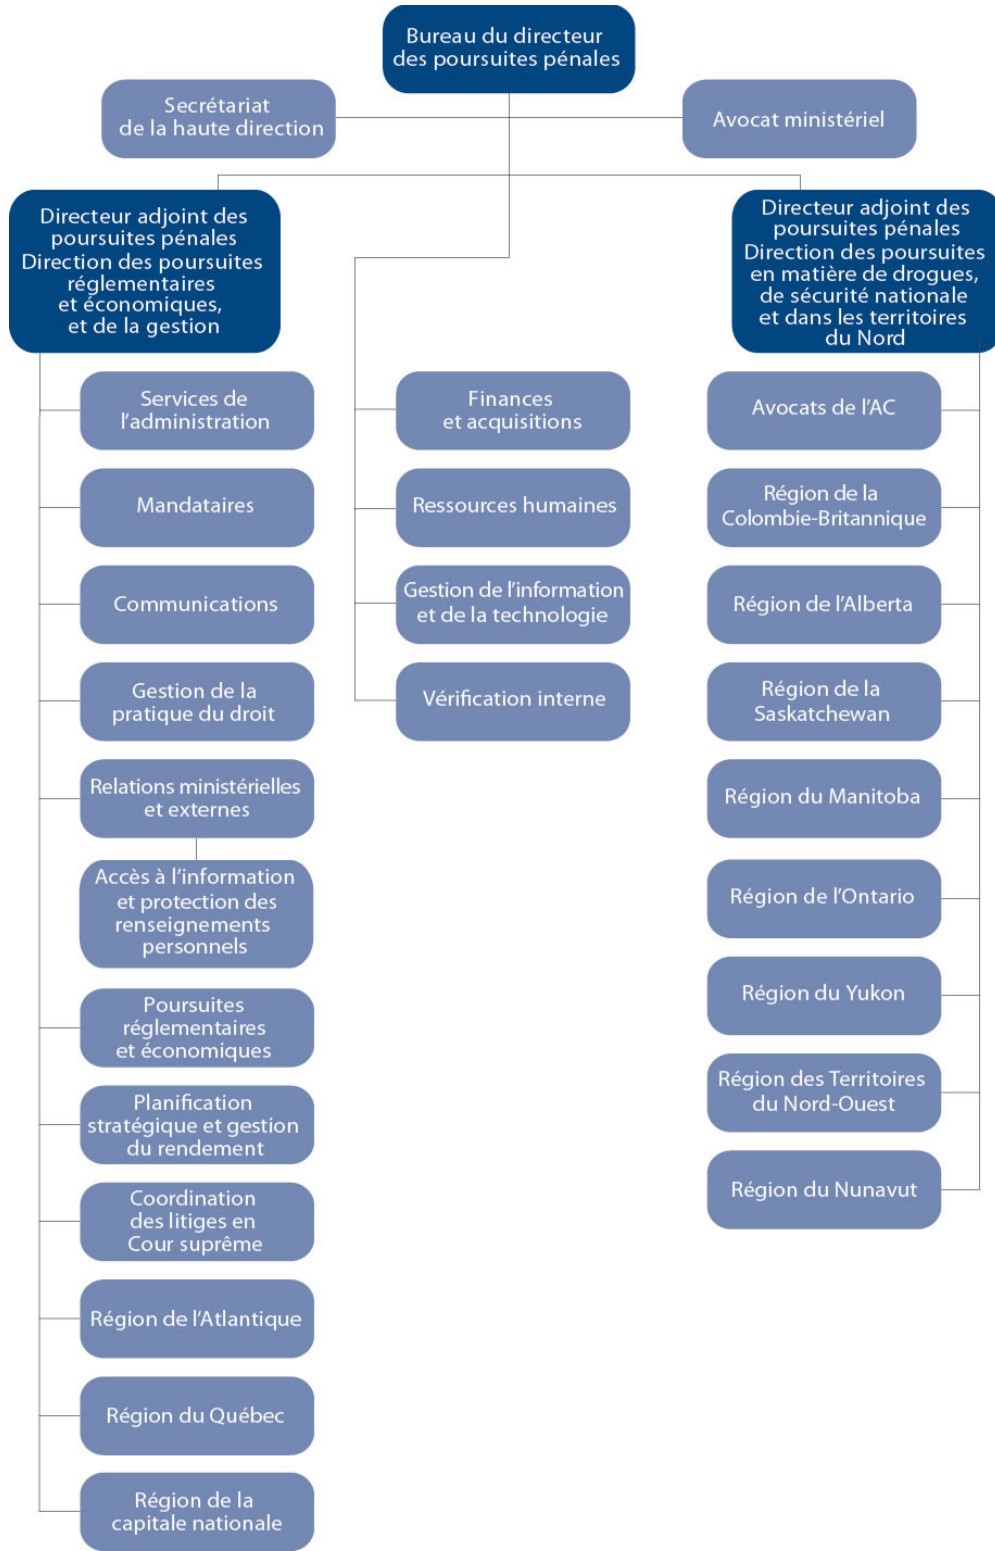 Bureau du directeur
des poursuites pénales
Secrétariat
de la haute direction
Avocat ministériel
Directeur adjoint des
poursuites pénales
Direction des poursuites
réglementaires
et économiques,
et de la gestion
Directeur adjoint des
poursuites pénales
Direction des poursuites
en matière de drogues,
de sécurité nationale
et dans les territoires
du Nord
Services de
l'administration
Mandataires
Communications
Gestion de la
pratique du droit
Relations ministérielles
et externes
Accès à l'information
et protection des
renseignements
personnels
Poursuites
réglementaires
et économiques
Planification
stratégique et gestion
du rendement
Coordination
des litiges en
Cour suprême
Région de l'Atlantique
Région du Québec
Région de la
capitale nationale
Finances
et acquisitions
Ressources humaines
Gestion de l'information
et de la technologie
Vérification interne
Avocats de l'AC
Région de la
Colombie-Britannique
Région de l'Alberta
Région de la
Saskatchewan
Région du Manitoba
Région de l'Ontario
Région du Yukon
Région des Territoires
du Nord-Ouest
Région du Nunavut